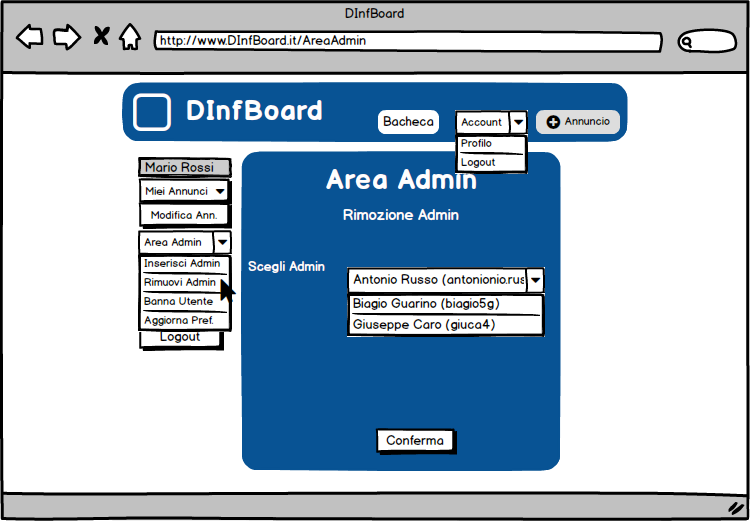 DInfBoard
http://www.DInfBoard.it/AreaAdmin
DInfBoard
Bacheca
Account
Annuncio
Profilo
Logout
Mario Rossi
Miei Annunci
Modifica Ann.
Area Admin
Inserisci Admin
Rimuovi Admin
Banna Utente
Aggiorna Pref.
Logout
Area Admin
Rimozione Admin
Scegli Admin
Antonio Russo (antonionio.rus
Biagio Guarino (biagio5g)
Giuseppe Caro (giuca4)
Conferma